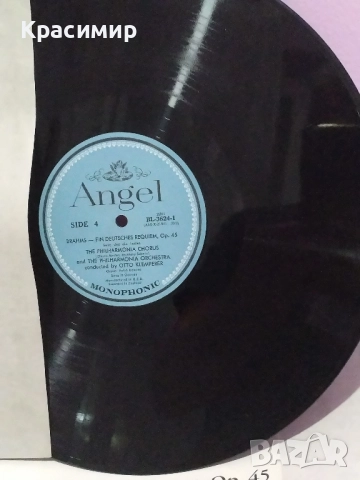 Красимир
Angel
SIDE 4
BL-3624-1
BRAHMS — EIN DEUTSCHES REQUIEM, Op. 45
THE PHILHARMONIA CHORUS
and THE PHILHARMONIA ORCHESTRA
conducted by OTTO KLEMPERER
MONOPHONIC
Op. 45
BAZAR